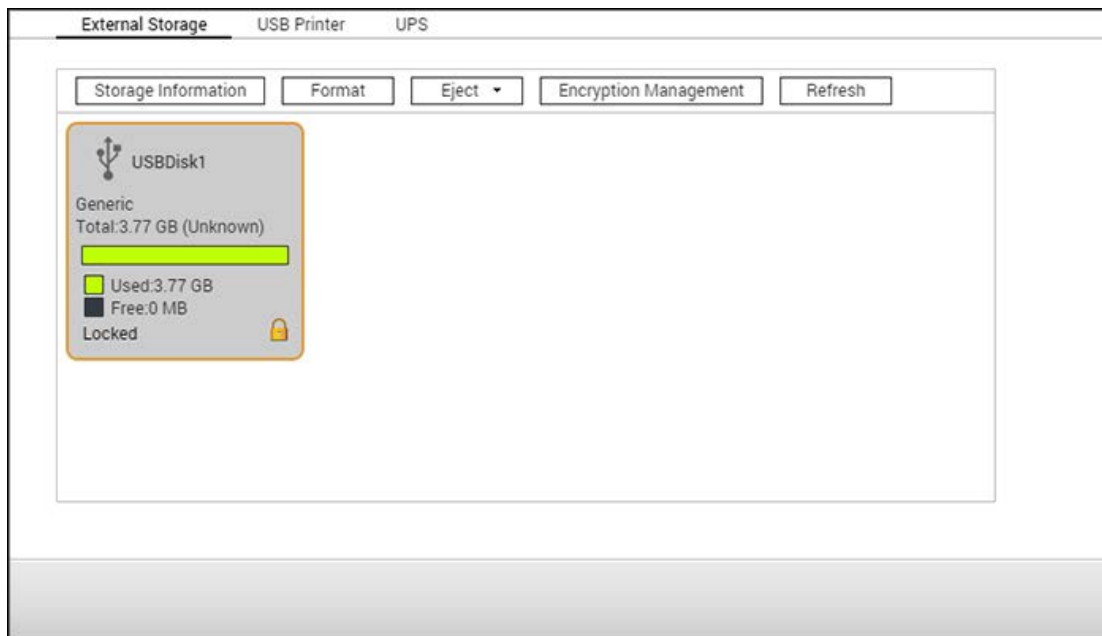 External Storage USB Printer UPS
Storage Information Format Eject Encryption Management Refresh
USBDisk1
Generic
Total:3.77 GB (Unknown)
Used:3.77 GB
Free:0 MB
Locked